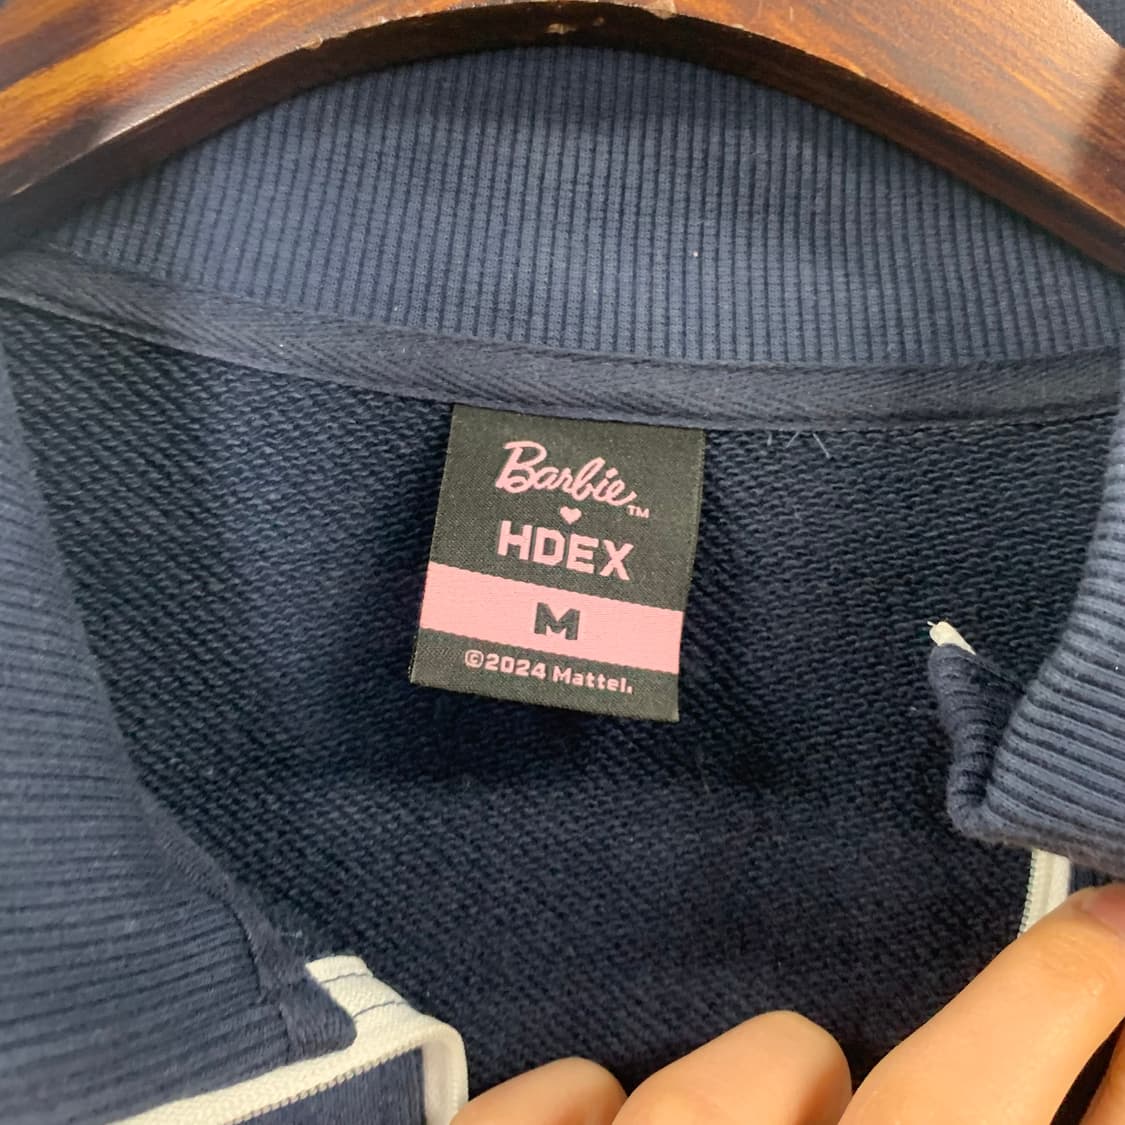 Barbie™
♥
HDEX
M
©2024 Mattel.